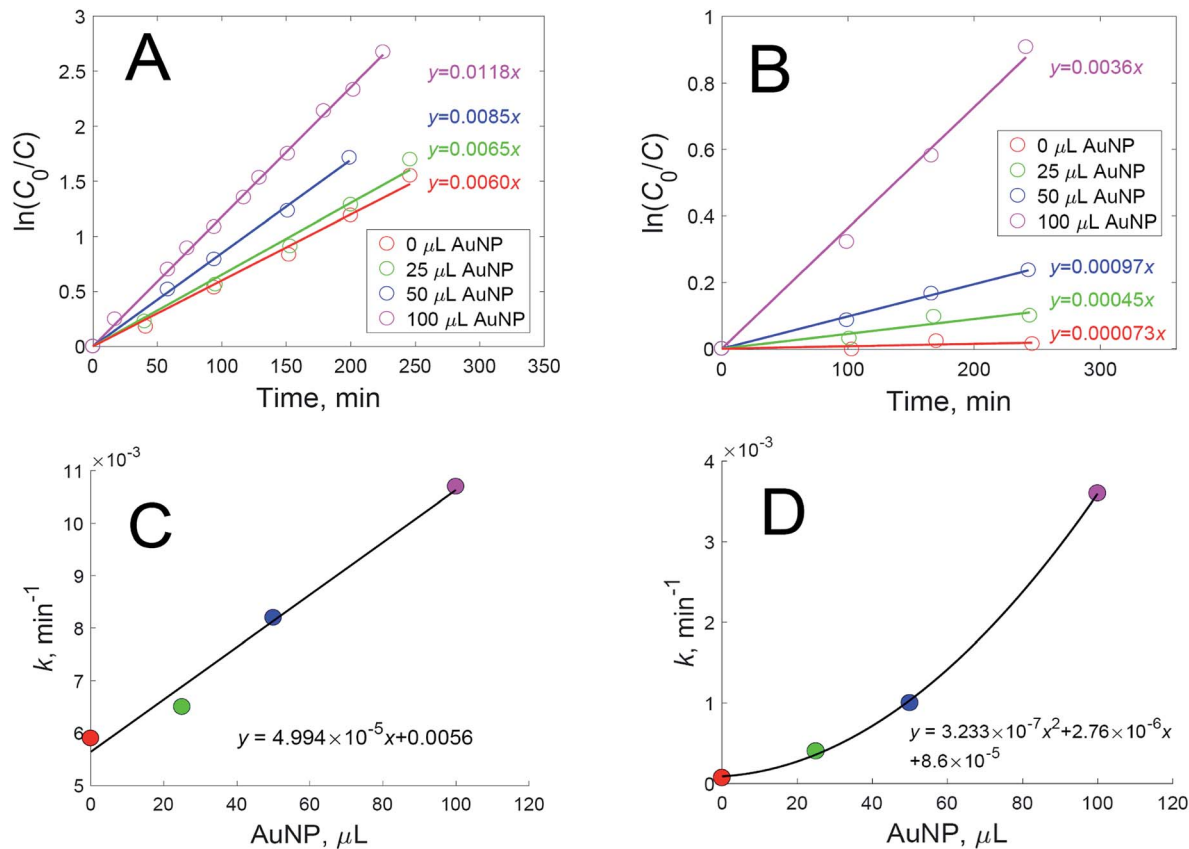 A
3
2.5
2
1.5
1
0.5
0
ln(C₀/C)
y=0.0118x
y=0.0085x
y=0.0065x
y=0.0060x
0 μL AuNP
25 μL AuNP
50 μL AuNP
100 μL AuNP
0 50 100 150 200 250 300 350
Time, min
B
1
0.8
0.6
0.4
0.2
0.0
ln(C₀/C)
y=0.0036x
0 μL AuNP
25 μL AuNP
50 μL AuNP
100 μL AuNP
y=0.00097x
y=0.00045x
y=0.000073x
0 100 200 300
Time, min
C
×10⁻³
11
10
9
8
7
6
5
k, min⁻¹
y = 4.994×10⁻⁵x+0.0056
0 20 40 60 80 100 120
AuNP, μL
D
×10⁻³
4
3
2
1
0
k, min⁻¹
y = 3.233×10⁻⁷x²+2.76×10⁻⁶x
+8.6×10⁻⁵
0 20 40 60 80 100 120
AuNP, μL